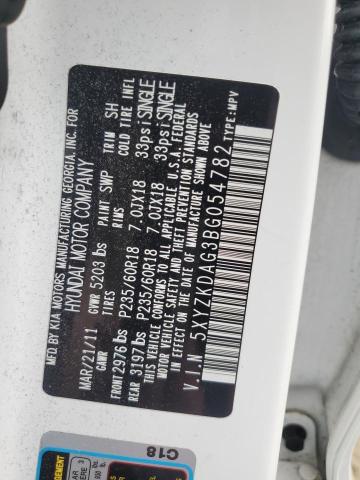 MFD BY KIA MOTORS MANUFACTURING GEORGIA, INC. FOR
HYUNDAI MOTOR COMPANY
MAR/21/11 PAINT SWP TRIM SH
GVWR 5203 lbs
GAWR TIRES RIMS COLD TIRE INFL
FRONT 2976 lbs P235/60R18 7.0JX18 33psi SINGLE
REAR 3197 lbs P235/60R18 7.0JX18 33psi SINGLE
THIS VEHICLE CONFORMS TO ALL APPLICABLE U.S.A FEDERAL
MOTOR VEHICLE SAFETY AND THEFT PREVENTION STANDARDS
IN EFFECT ON THE DATE OF MANUFACTURE SHOWN ABOVE
V.I.N 5XYZKDAG3BG054782 TYPE:MPV
C18